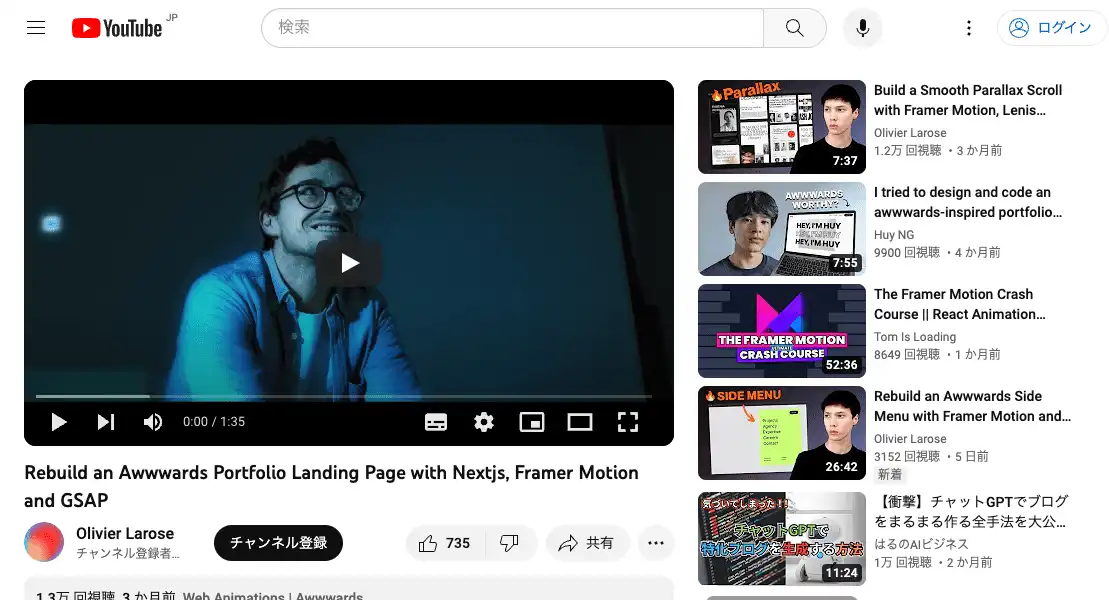 YouTube JP
検索
ログイン
0:00 / 1:35
Rebuild an Awwwards Portfolio Landing Page with Nextjs, Framer Motion
and GSAP
Olivier Larose
チャンネル登録者…
チャンネル登録
735
共有
1.3万 回視聴 3 か月前 Web Animations | Awwwards
Parallax
7:37
Build a Smooth Parallax Scroll
with Framer Motion, Lenis…
Olivier Larose
1.2万 回視聴 ・3 か月前
AWWWARDS
WORTHY?
HEY, I'M HUY
HEY, I'M HUY
HEY, I'M HUY
7:55
I tried to design and code an
awwwards-inspired portfolio…
Huy NG
9900 回視聴 ・4 か月前
THE FRAMER MOTION
ULTIMATE
CRASH COURSE
52:36
The Framer Motion Crash
Course || React Animation…
Tom Is Loading
8649 回視聴 ・1 か月前
SIDE MENU
Projects
Agency
Expertise
Careers
Contact
26:42
Rebuild an Awwwards Side
Menu with Framer Motion and…
Olivier Larose
3152 回視聴 ・5 日前
新着
気づいてしまった!!
チャットGPTで
特化ブログを生成する方法
11:24
【衝撃】チャットGPTでブログ
をまるまる作る全手法を大公…
はるのAIビジネス
1万 回視聴 ・2 か月前